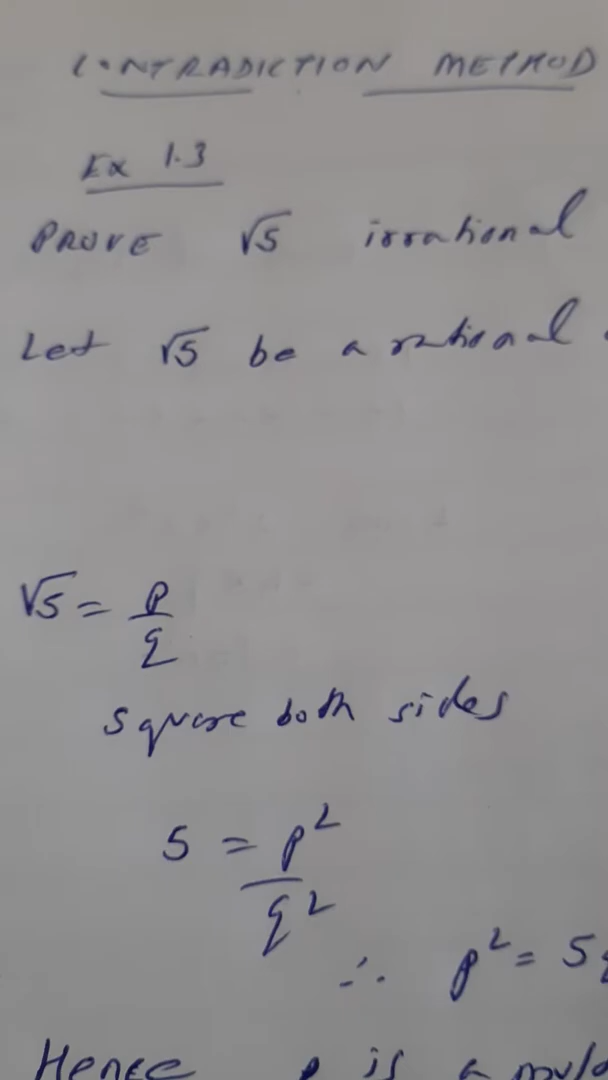 CONTRADICTION METHOD
Ex 1.3
PROVE √5 irrational
Let √5 be a rational
√5 = p/q
Square both sides
5 = p²/q²
∴ p² = 5q
Hence p is a